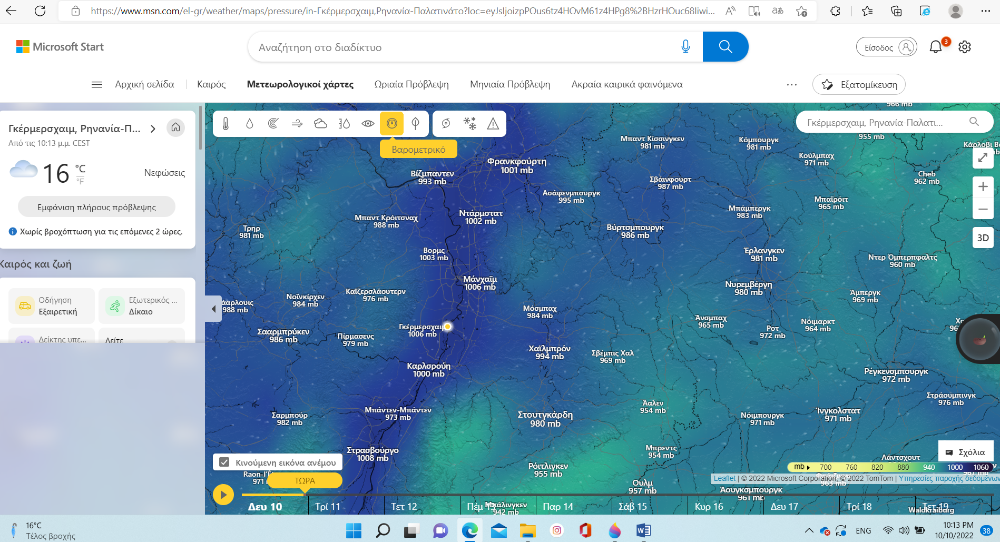 https://www.msn.com/el-gr/weather/maps/pressure/in-Γκέρμερσχαιμ,Ρηνανία-Παλατινάτο?loc=eyJsIjoizpPOus6tz4HOvM61z4HPg8%2BHzrHOuc68Iiwi...
Microsoft Start
Αναζήτηση στο διαδίκτυο
Είσοδος
3
Αρχική σελίδα
Καιρός
Μετεωρολογικοί χάρτες
Ωριαία Πρόβλεψη
Μηνιαία Πρόβλεψη
Ακραία καιρικά φαινόμενα
Εξατομίκευση
Γκέρμερσχαιμ, Ρηνανία-Π...
Από τις 10:13 μ.μ. CEST
16 °C
°F
Νεφώσεις
Εμφάνιση πλήρους πρόβλεψης
Χωρίς βροχόπτωση για τις επόμενες 2 ώρες.
Καιρός και ζωή
Οδήγηση
Εξαιρετική
Εξωτερικός ...
Δίκαιο
Δείκτης υπε...
Δείτε
Βαρομετρικό
Γκέρμερσχαιμ, Ρηνανία-Παλατι...
3D
966 mb
955 mb
Κάρλοβι
Μπαντ Κίσσινγκεν
981 mb
Κόμπουργκ
981 mb
Κούλμπαχ
971 mb
Φρανκφούρτη
1001 mb
Βίζμπαντεν
993 mb
Σβάινφουρτ
987 mb
Cheb
962 mb
Ασάφενμπουργκ
995 mb
Μπαϊρόιτ
965 mb
Μπάμπεργκ
983 mb
Μπαντ Κρόιτσναχ
988 mb
Ντάρμστατ
1002 mb
Τρηρ
981 mb
Βύρτσμπουργκ
986 mb
Βορμς
1003 mb
Έρλανγκεν
981 mb
Ντερ Όμπερπφαλτς
960 mb
Μάνχαϊμ
1006 mb
Νυρεμβέργη
980 mb
Καϊζερσλάουτερν
976 mb
Νοϊνκίρχεν
984 mb
άαρλουις
988 mb
Άμπεργκ
969 mb
Μόσμπαχ
984 mb
Άνσμπαχ
965 mb
Νόιμαρκτ
964 mb
Γκέρμερσχαιμ
1006 mb
Ροτ
972 mb
Σααρμπρύκεν
986 mb
Πίρμασενς
979 mb
Χαϊλμπρόν
994 mb
Σβέμπις Χαλ
969 mb
Καρλσρούη
1000 mb
Ρέγκενσμπουργκ
972 mb
Στράουμπινγκ
976 mb
Άαλεν
954 mb
Μπάντεν-Μπάντεν
973 mb
Σαρμπούρ
982 mb
Στουτγκάρδη
980 mb
Νόιμπουργκ
971 mb
Ίνγκολστατ
971 mb
Στρασβούργο
1008 mb
Μπρεντς
954 mb
Λάντσχουτ
Ρόιτλιγκεν
955 mb
Raon-l'É
971
Ουλμ
957 mb
963 mb
Άουγκσμπουργκ
961 mb
Μπάλινγκεν
942 mb
Waldkraiburg
Σχόλια
mb 700 760 820 880 940 1000 1060
Leaflet | © 2022 Microsoft Corporation, © 2022 TomTom | Υπηρεσίες παροχής δεδομένων
Κινούμενη εικόνα ανέμου
ΤΩΡΑ
Δευ 10
Τρί 11
Τετ 12
Πέμ 13
Παρ 14
Σάβ 15
Κυρ 16
Δευ 17
Τρί 18
Τετ 19
16°C
Τέλος βροχής
ENG
10:13 PM
10/10/2022
38